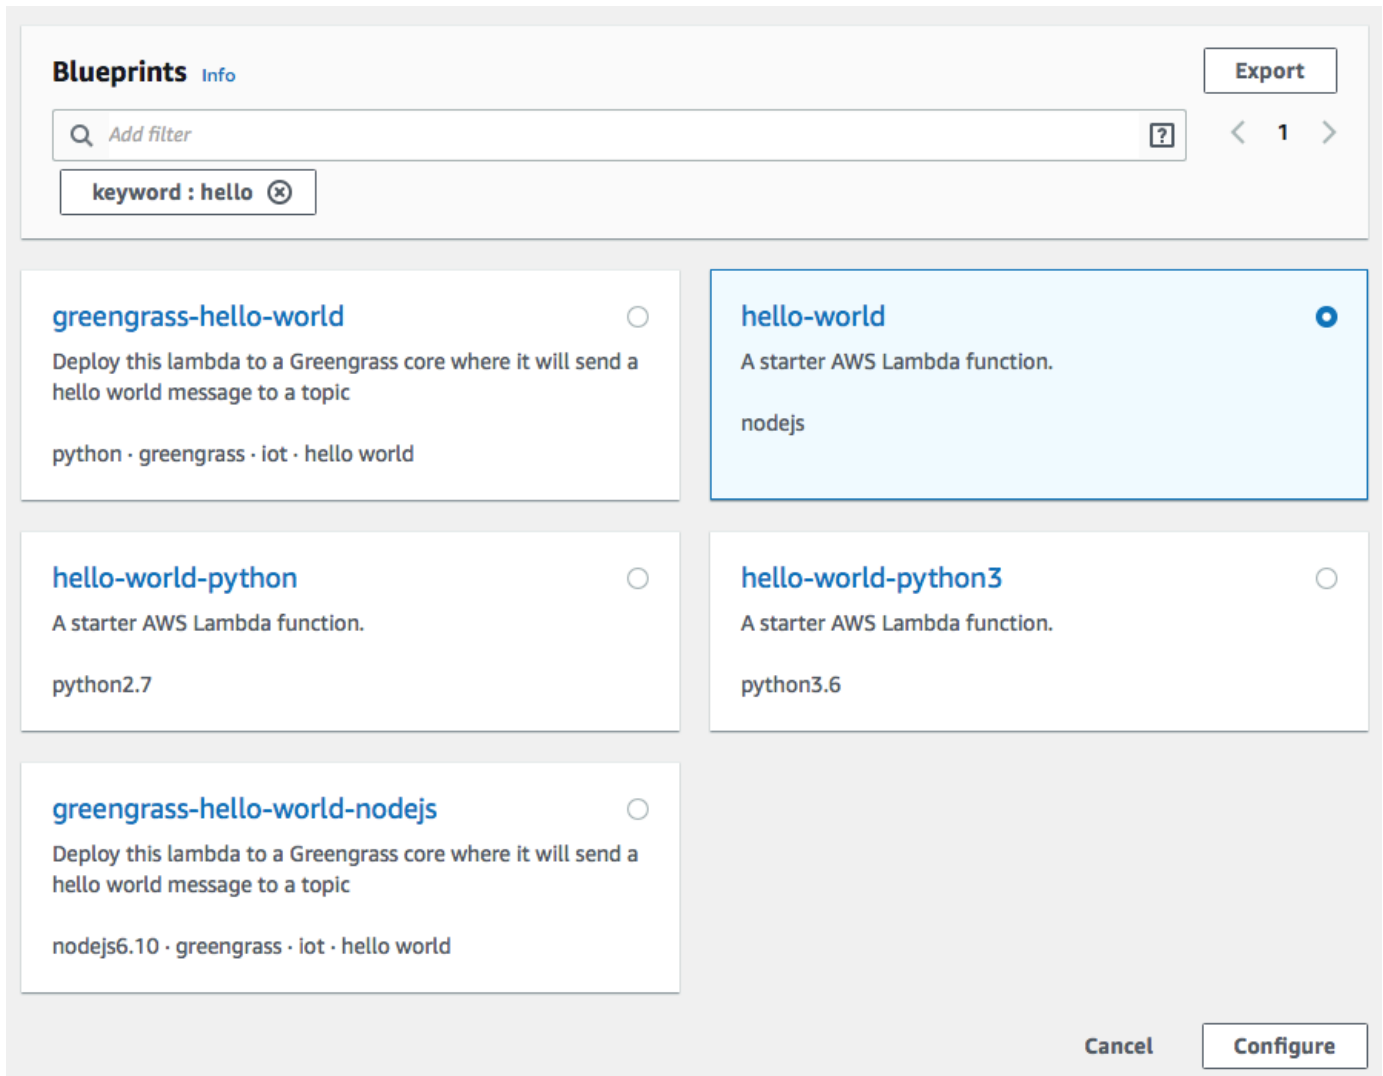 Blueprints Info
Export
Add filter
1
keyword : hello
greengrass-hello-world
Deploy this lambda to a Greengrass core where it will send a
hello world message to a topic
python · greengrass · iot · hello world
hello-world
A starter AWS Lambda function.
nodejs
hello-world-python
A starter AWS Lambda function.
python2.7
hello-world-python3
A starter AWS Lambda function.
python3.6
greengrass-hello-world-nodejs
Deploy this lambda to a Greengrass core where it will send a
hello world message to a topic
nodejs6.10 · greengrass · iot · hello world
Cancel
Configure